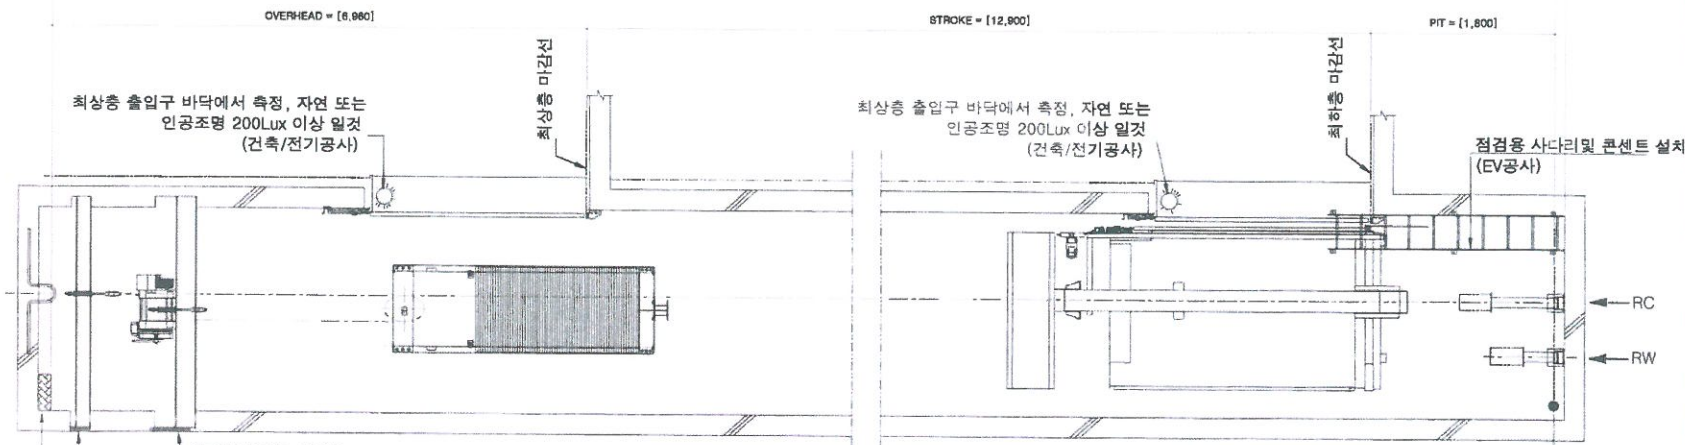 OVERHEAD = [6,960]
STROKE = [12,900]
PIT = [1,800]
최상층 출입구 바닥에서 측정, 자연 또는
인공조명 200Lux 이상 일것
(건축/전기공사)
최상층 마감선
최상층 출입구 바닥에서 측정, 자연 또는
인공조명 200Lux 이상 일것
(건축/전기공사)
최하층 마감선
점검용 사다리및 콘센트 설치
(EV공사)
RC
RW